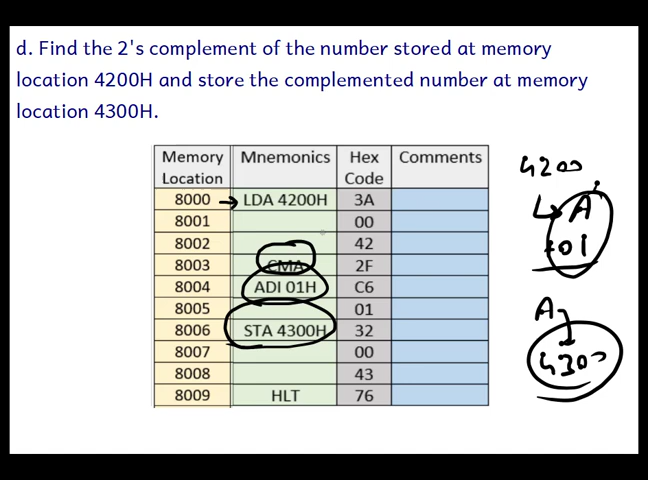 d. Find the 2's complement of the number stored at memory
location 4200H and store the complemented number at memory
location 4300H.
Memory Location Mnemonics Hex Code Comments
8000 LDA 4200H 3A
8001 00
8002 42
8003 CMA 2F
8004 ADI 01H C6
8005 01
8006 STA 4300H 32
8007 00
8008 43
8009 HLT 76
4200
A
01
A
4300